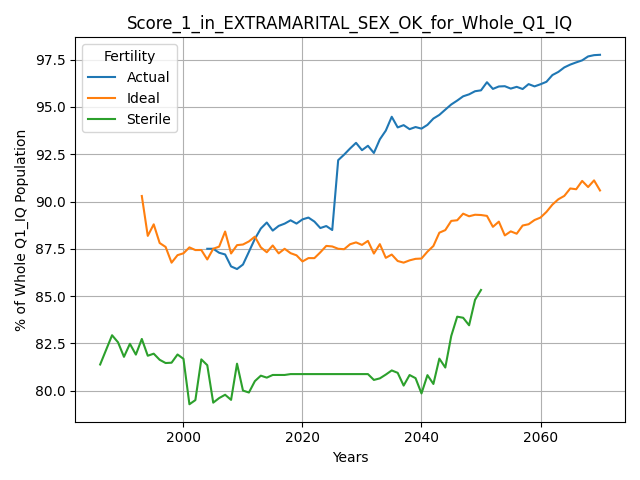 Score_1_in_EXTRAMARITAL_SEX_OK_for_Whole_Q1_IQ
Fertility
Actual
Ideal
Sterile
% of Whole Q1_IQ Population
97.5
95.0
92.5
90.0
87.5
85.0
82.5
80.0
2000
2020
2040
2060
Years